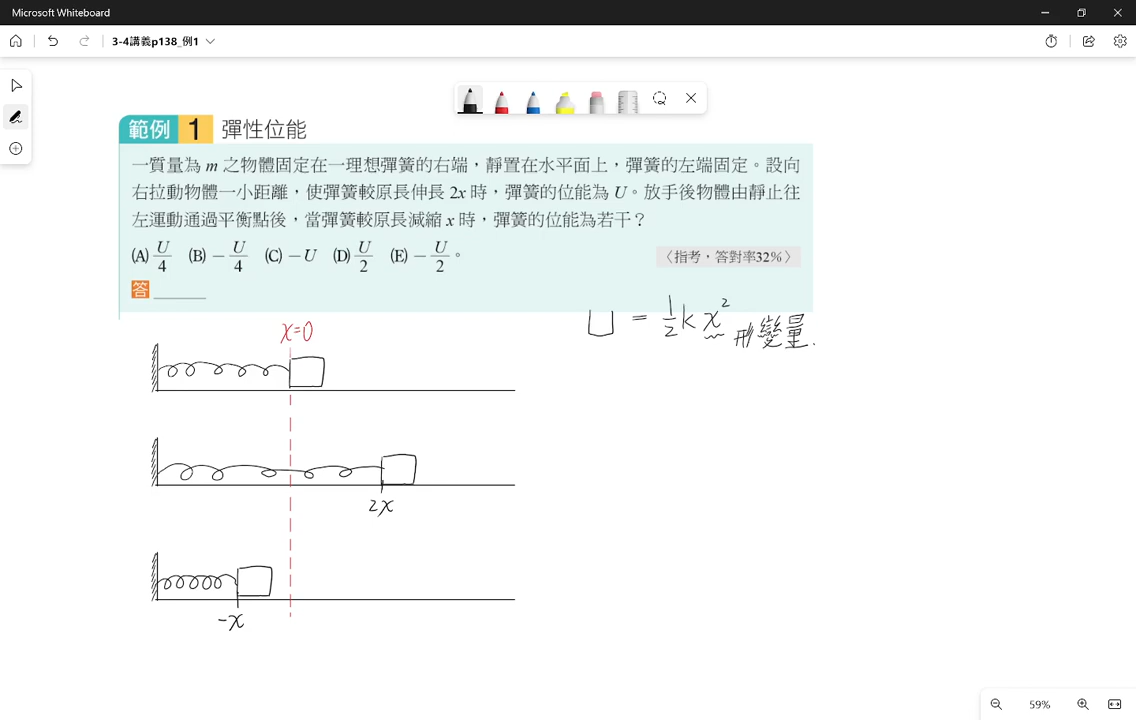 Microsoft Whiteboard
3-4講義p138_例1
範例 1 彈性位能
一質量為 m 之物體固定在一理想彈簧的右端，靜置在水平面上，彈簧的左端固定。設向
右拉動物體一小距離，使彈簧較原長伸長 2x 時，彈簧的位能為 U。放手後物體由靜止往
左運動通過平衡點後，當彈簧較原長減縮 x 時，彈簧的位能為若干？
(A) U/4 (B) −U/4 (C) −U (D) U/2 (E) −U/2。
〈指考，答對率32%〉
答
U = 1/2 k x² 形變量.
x=0
2x
-x
59%